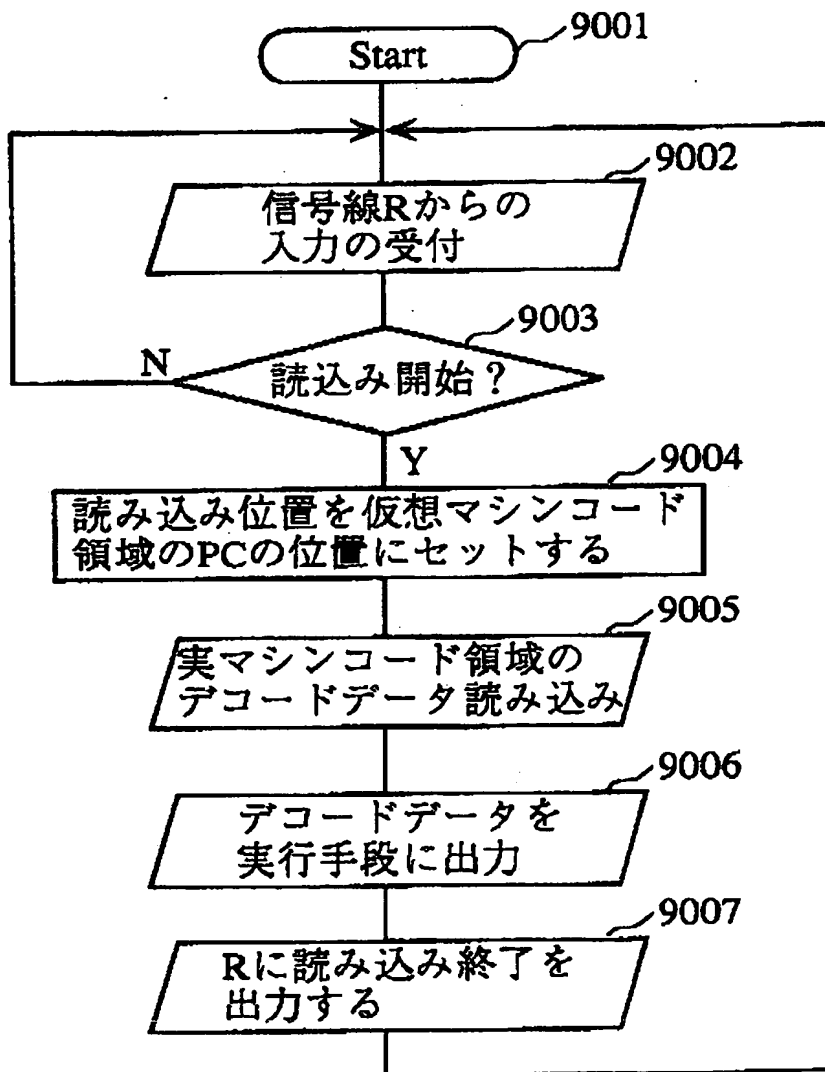 9001
Start
9002
信号線Rからの
入力の受付
9003
N
読込み開始？
Y
9004
読み込み位置を仮想マシンコード
領域のPCの位置にセットする
9005
実マシンコード領域の
デコードデータ読み込み
9006
デコードデータを
実行手段に出力
9007
Rに読み込み終了を
出力する